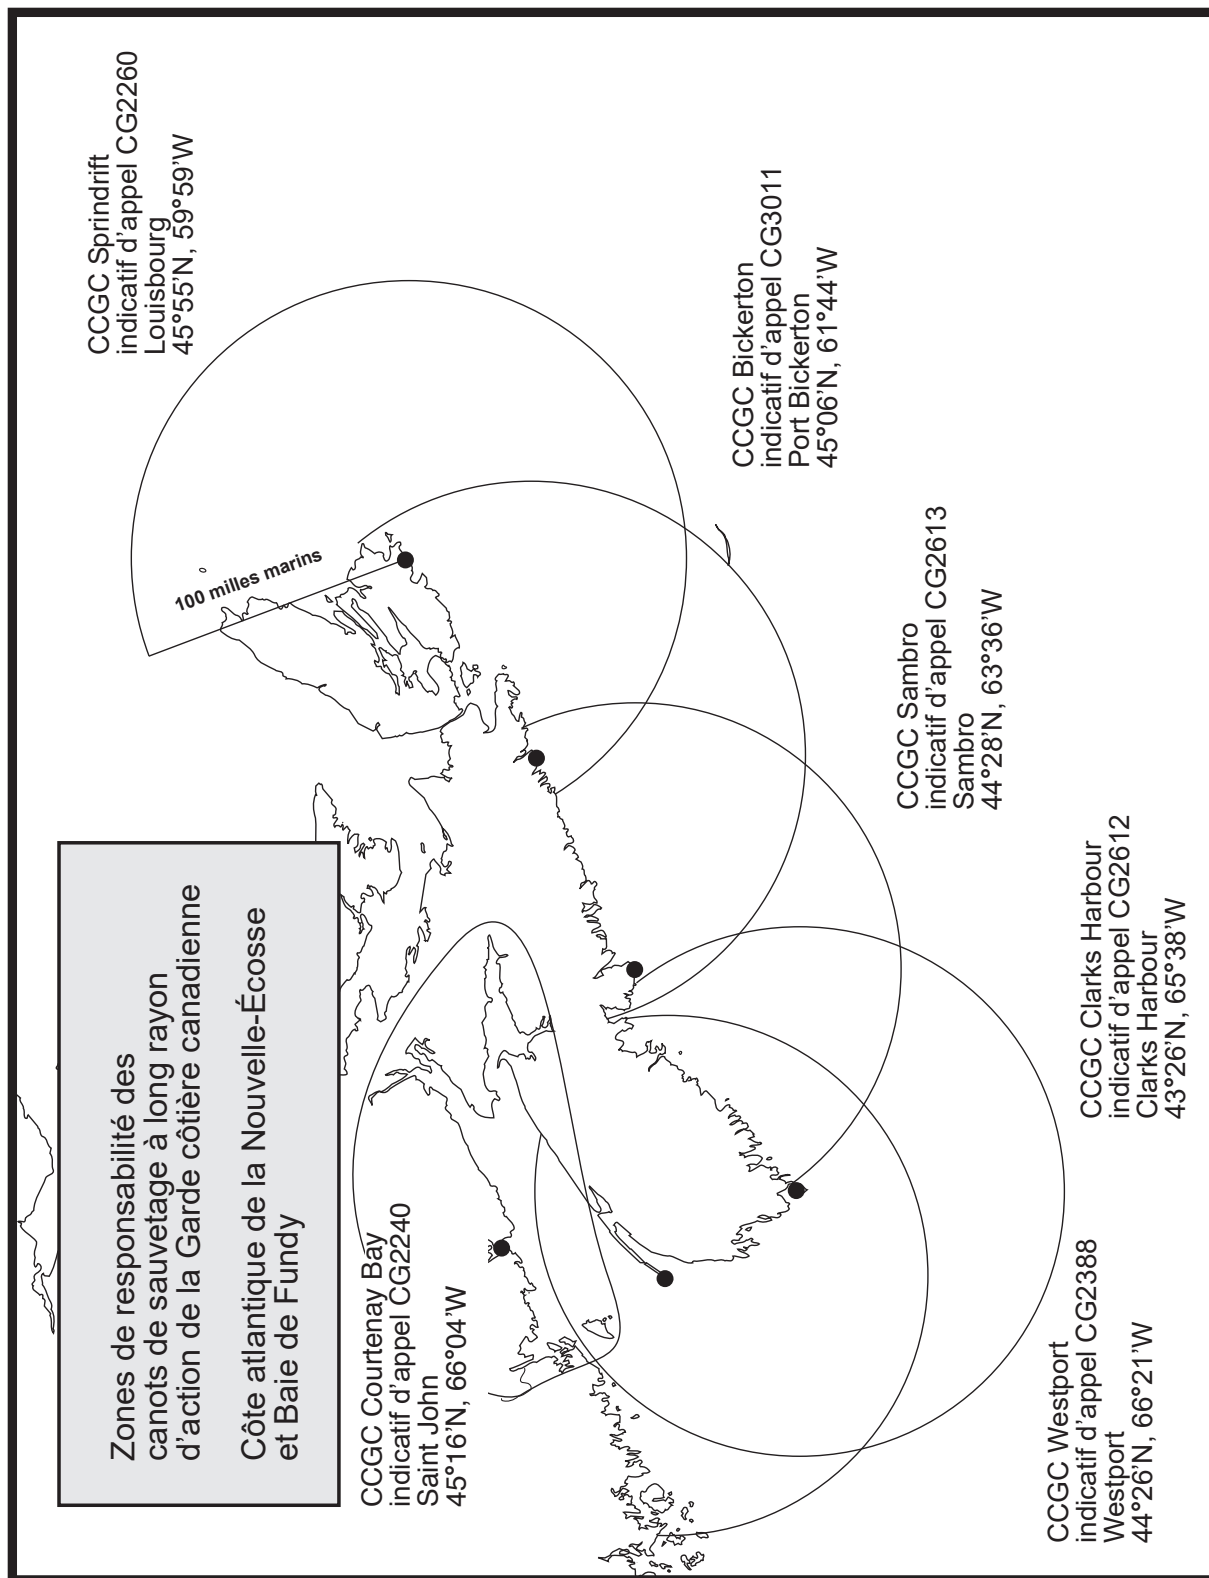 Zones de responsabilité des
canots de sauvetage à long rayon
d'action de la Garde côtière canadienne
Côte atlantique de la Nouvelle-Écosse
et Baie de Fundy
CCGC Courtenay Bay
indicatif d'appel CG2240
Saint John
45°16'N, 66°04'W
CCGC Sprindrift
indicatif d'appel CG2260
Louisbourg
45°55'N, 59°59'W
100 milles marins
CCGC Bickerton
indicatif d'appel CG3011
Port Bickerton
45°06'N, 61°44'W
CCGC Sambro
indicatif d'appel CG2613
Sambro
44°28'N, 63°36'W
CCGC Clarks Harbour
indicatif d'appel CG2612
Clarks Harbour
43°26'N, 65°38'W
CCGC Westport
indicatif d'appel CG2388
Westport
44°26'N, 66°21'W